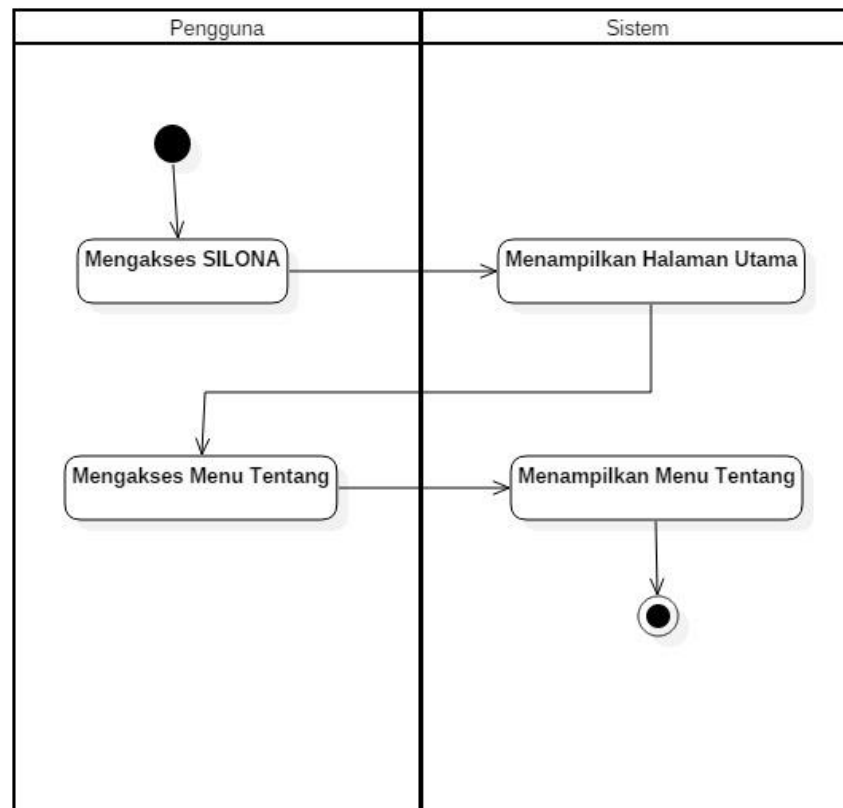 Pengguna
Sistem
Mengakses SILONA
Menampilkan Halaman Utama
Mengakses Menu Tentang
Menampilkan Menu Tentang